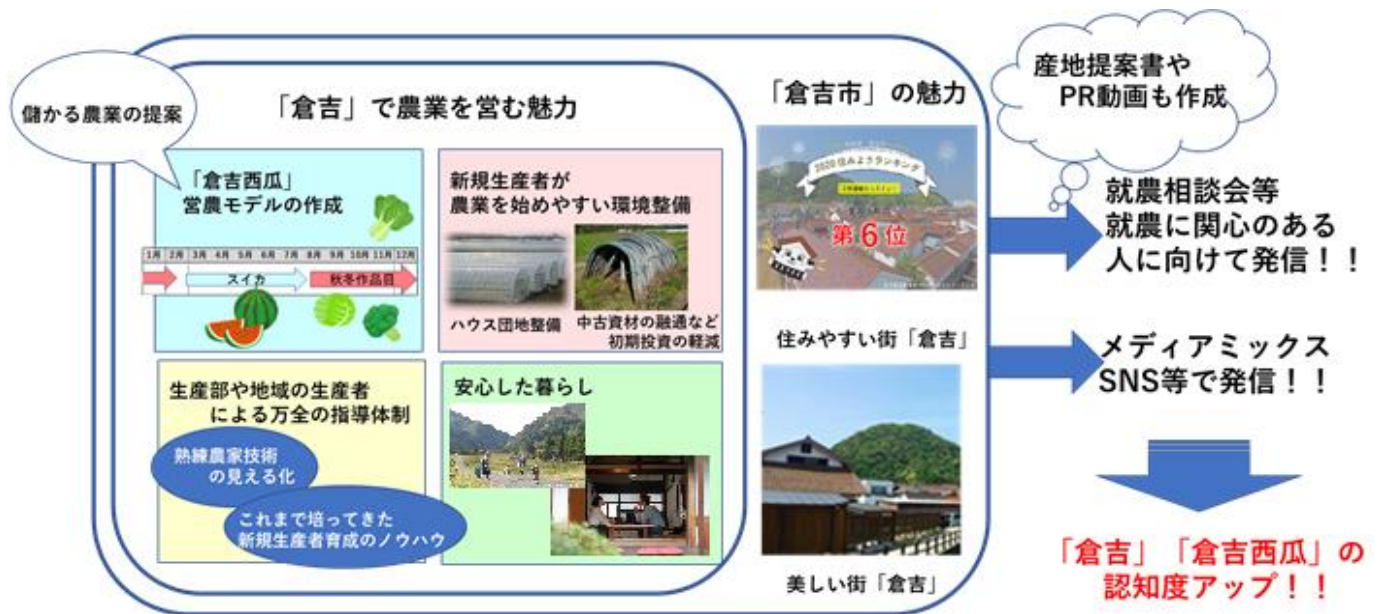 儲かる農業の提案
「倉吉」で農業を営む魅力
「倉吉西瓜」
営農モデルの作成
1月 2月 3月 4月 5月 6月 7月 8月 9月 10月 11月 12月
スイカ
秋冬作品目
新規生産者が
農業を始めやすい環境整備
ハウス団地整備
中古資材の融通など
初期投資の軽減
生産部や地域の生産者
による万全の指導体制
熟練農家技術
の見える化
これまで培ってきた
新規生産者育成のノウハウ
安心した暮らし
「倉吉市」の魅力
2020住みよさランキング
第6位
住みやすい街「倉吉」
美しい街「倉吉」
産地提案書や
PR動画も作成
就農相談会等
就農に関心のある
人に向けて発信！！
メディアミックス
SNS等で発信！！
「倉吉」「倉吉西瓜」の
認知度アップ！！